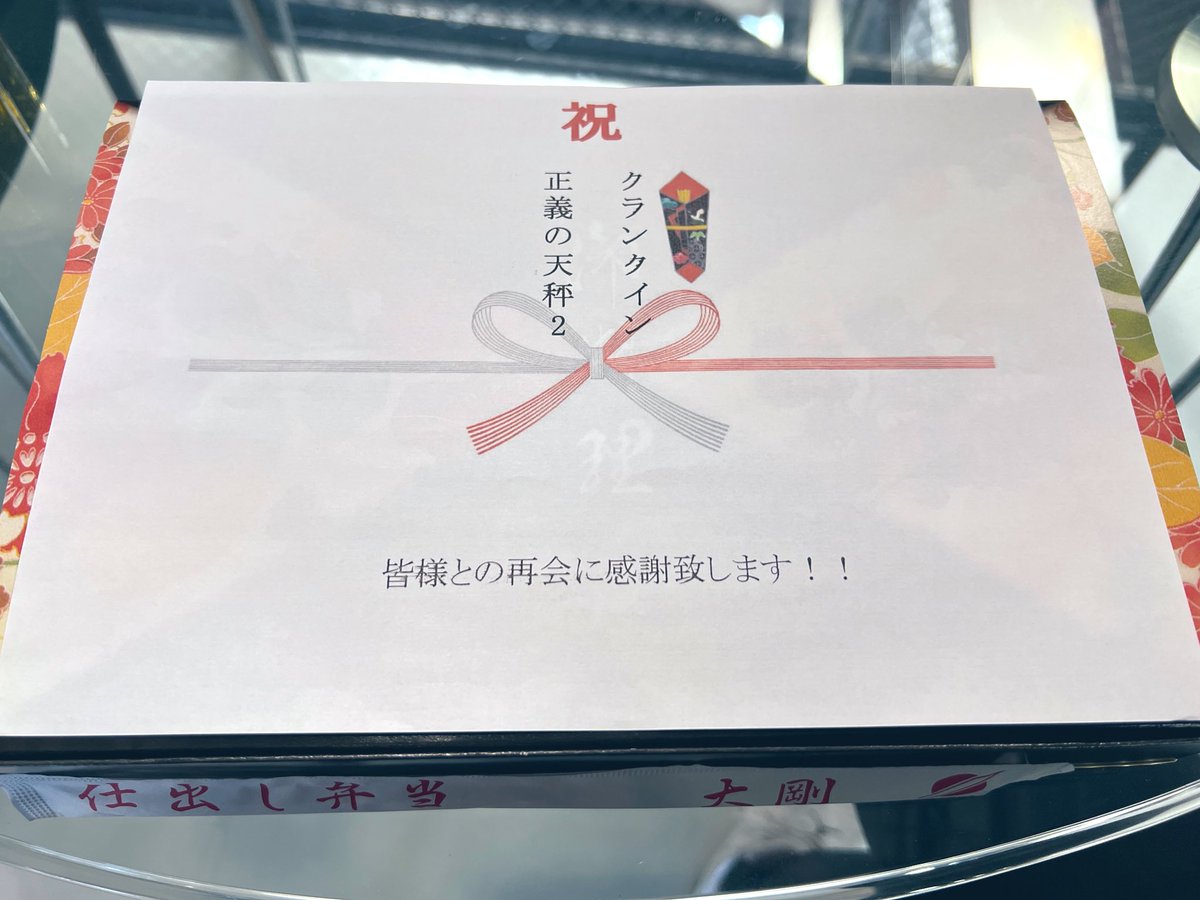 祝
クランクイン
正義の天秤2
皆様との再会に感謝致します！！
仕出し弁当 大剛